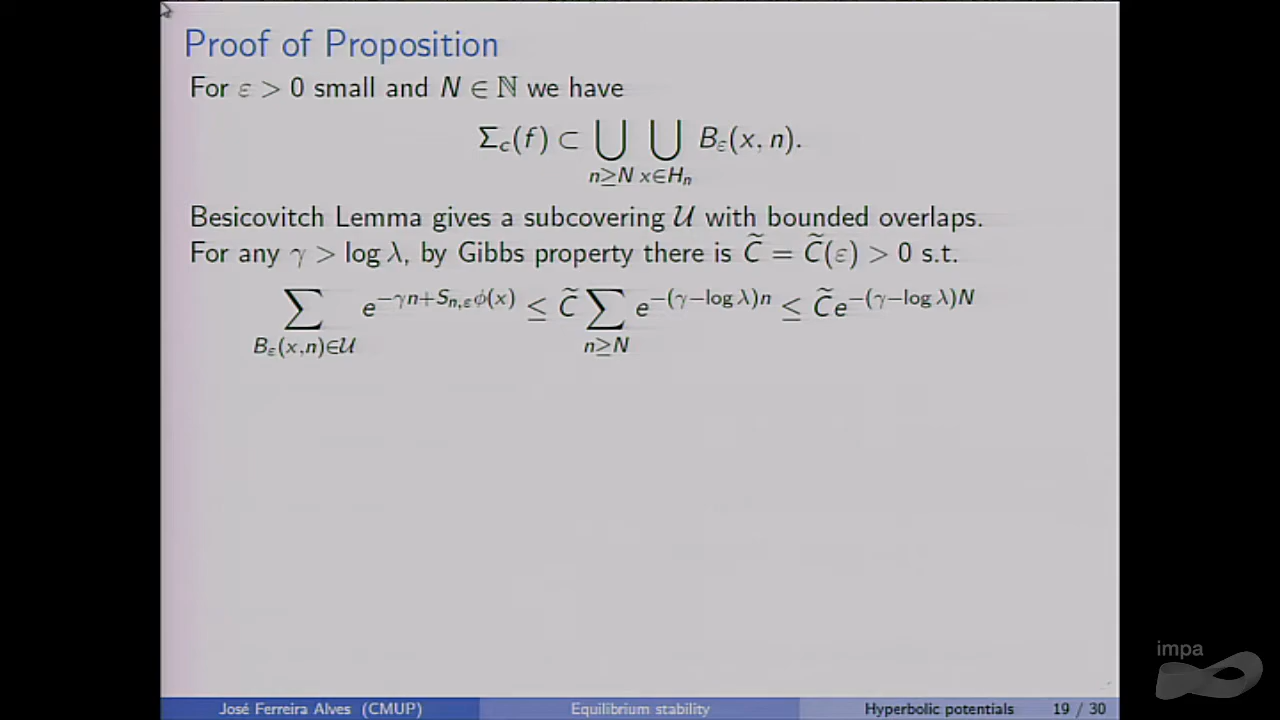 Proof of Proposition
For ε > 0 small and N ∈ ℕ we have
Σ_c(f) ⊂ ⋃_{n≥N} ⋃_{x∈H_n} B_ε(x, n).
Besicovitch Lemma gives a subcovering 𝒰 with bounded overlaps.
For any γ > log λ, by Gibbs property there is C̃ = C̃(ε) > 0 s.t.
∑_{B_ε(x,n)∈𝒰} e^{−γn+S_{n,ε}ϕ(x)} ≤ C̃ ∑_{n≥N} e^{−(γ−log λ)n} ≤ C̃e^{−(γ−log λ)N}
impa
José Ferreira Alves (CMUP) Equilibrium stability Hyperbolic potentials 19 / 30